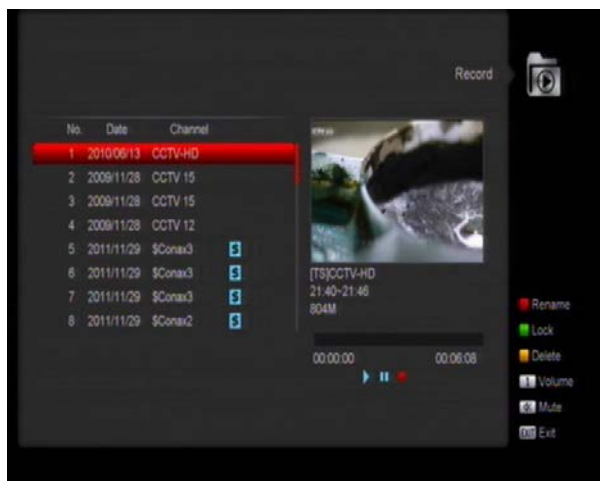 Record
No. Date Channel
1 2010/06/13 CCTV-HD
2 2009/11/28 CCTV 15
3 2009/11/28 CCTV 15
4 2009/11/28 CCTV 12
5 2011/11/29 $Conax3 S
6 2011/11/29 $Conax3 S
7 2011/11/29 $Conax3 S
8 2011/11/29 $Conax2 S
[TS]CCTV-HD
21:40~21:46
804M
00:00:00 00:06:08
Rename
Lock
Delete
1 Volume
Mute
EXIT Exit